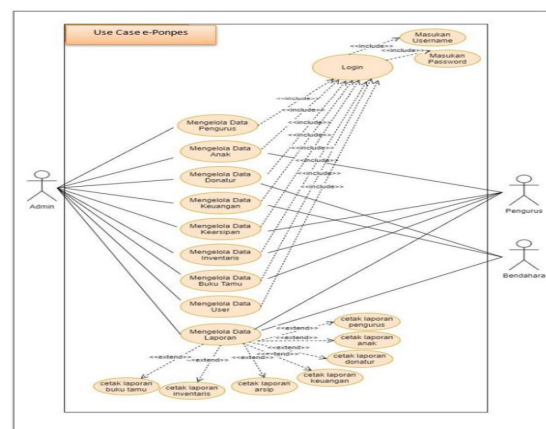 Use Case e-Ponpes
Masukan
Username
<<include>>
<<include>>
Masukan
Password
Login
<<include>>
<<include>>
<<include>>
<<include>>
<<include>>
<<include>>
<<include>>
<<include>>
Mengelola Data
Pengurus
Mengelola Data
Anak
Mengelola Data
Donatur
Mengelola Data
Keuangan
Mengelola Data
Kearsipan
Mengelola Data
Inventaris
Mengelola Data
Buku Tamu
Mengelola Data
User
Mengelola Data
Laporan
Admin
Pengurus
Bendahara
<<extend>>
<<extend>>
<<extend>>
<<extend>>
<<extend>>
<<extend>>
<<extend>>
cetak laporan
pengurus
cetak laporan
anak
cetak laporan
donatur
cetak laporan
keuangan
cetak laporan
arsip
cetak laporan
inventaris
cetak laporan
buku tamu